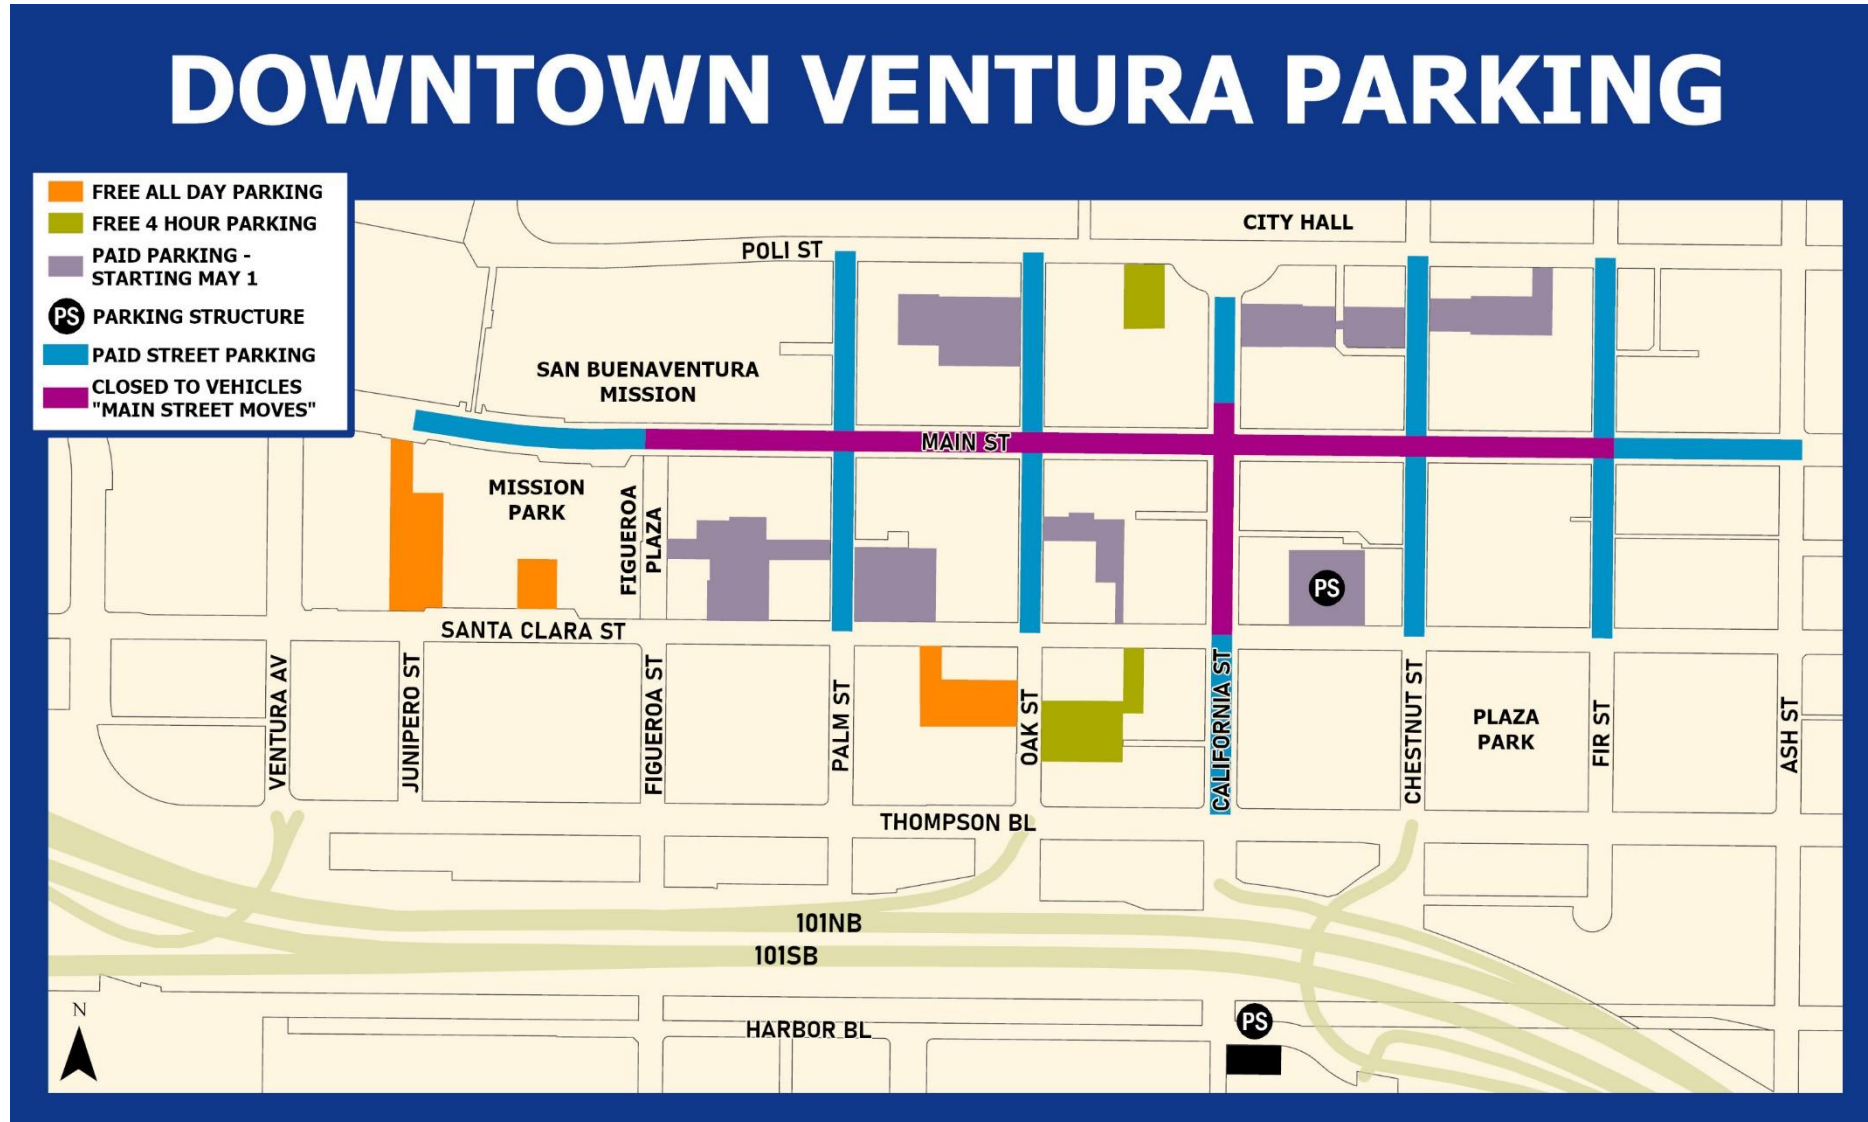 DOWNTOWN VENTURA PARKING
FREE ALL DAY PARKING
FREE 4 HOUR PARKING
PAID PARKING -
STARTING MAY 1
PS PARKING STRUCTURE
PAID STREET PARKING
CLOSED TO VEHICLES
"MAIN STREET MOVES"
CITY HALL
POLI ST
SAN BUENAVENTURA
MISSION
MAIN ST
MISSION
PARK
FIGUEROA
PLAZA
PS
SANTA CLARA ST
VENTURA AV
JUNIPERO ST
FIGUEROA ST
PALM ST
OAK ST
CALIFORNIA ST
CHESTNUT ST
PLAZA
PARK
FIR ST
ASH ST
THOMPSON BL
101NB
101SB
N
HARBOR BL
PS